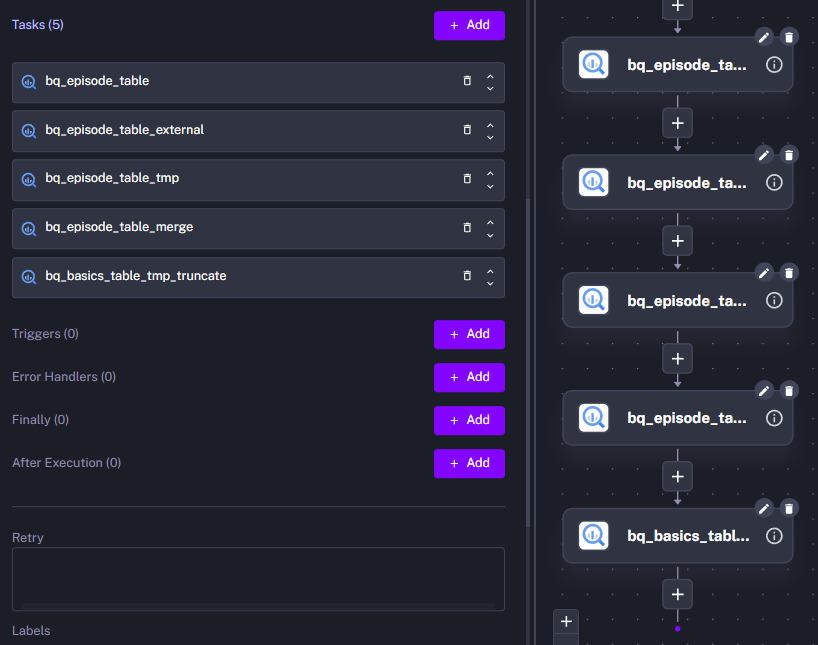 Tasks (5)
+ Add
bq_episode_table
bq_episode_table_external
bq_episode_table_tmp
bq_episode_table_merge
bq_basics_table_tmp_truncate
Triggers (0)
+ Add
Error Handlers (0)
+ Add
Finally (0)
+ Add
After Execution (0)
+ Add
Retry
Labels
bq_episode_ta...
bq_episode_ta...
bq_episode_ta...
bq_episode_ta...
bq_basics_tabl...